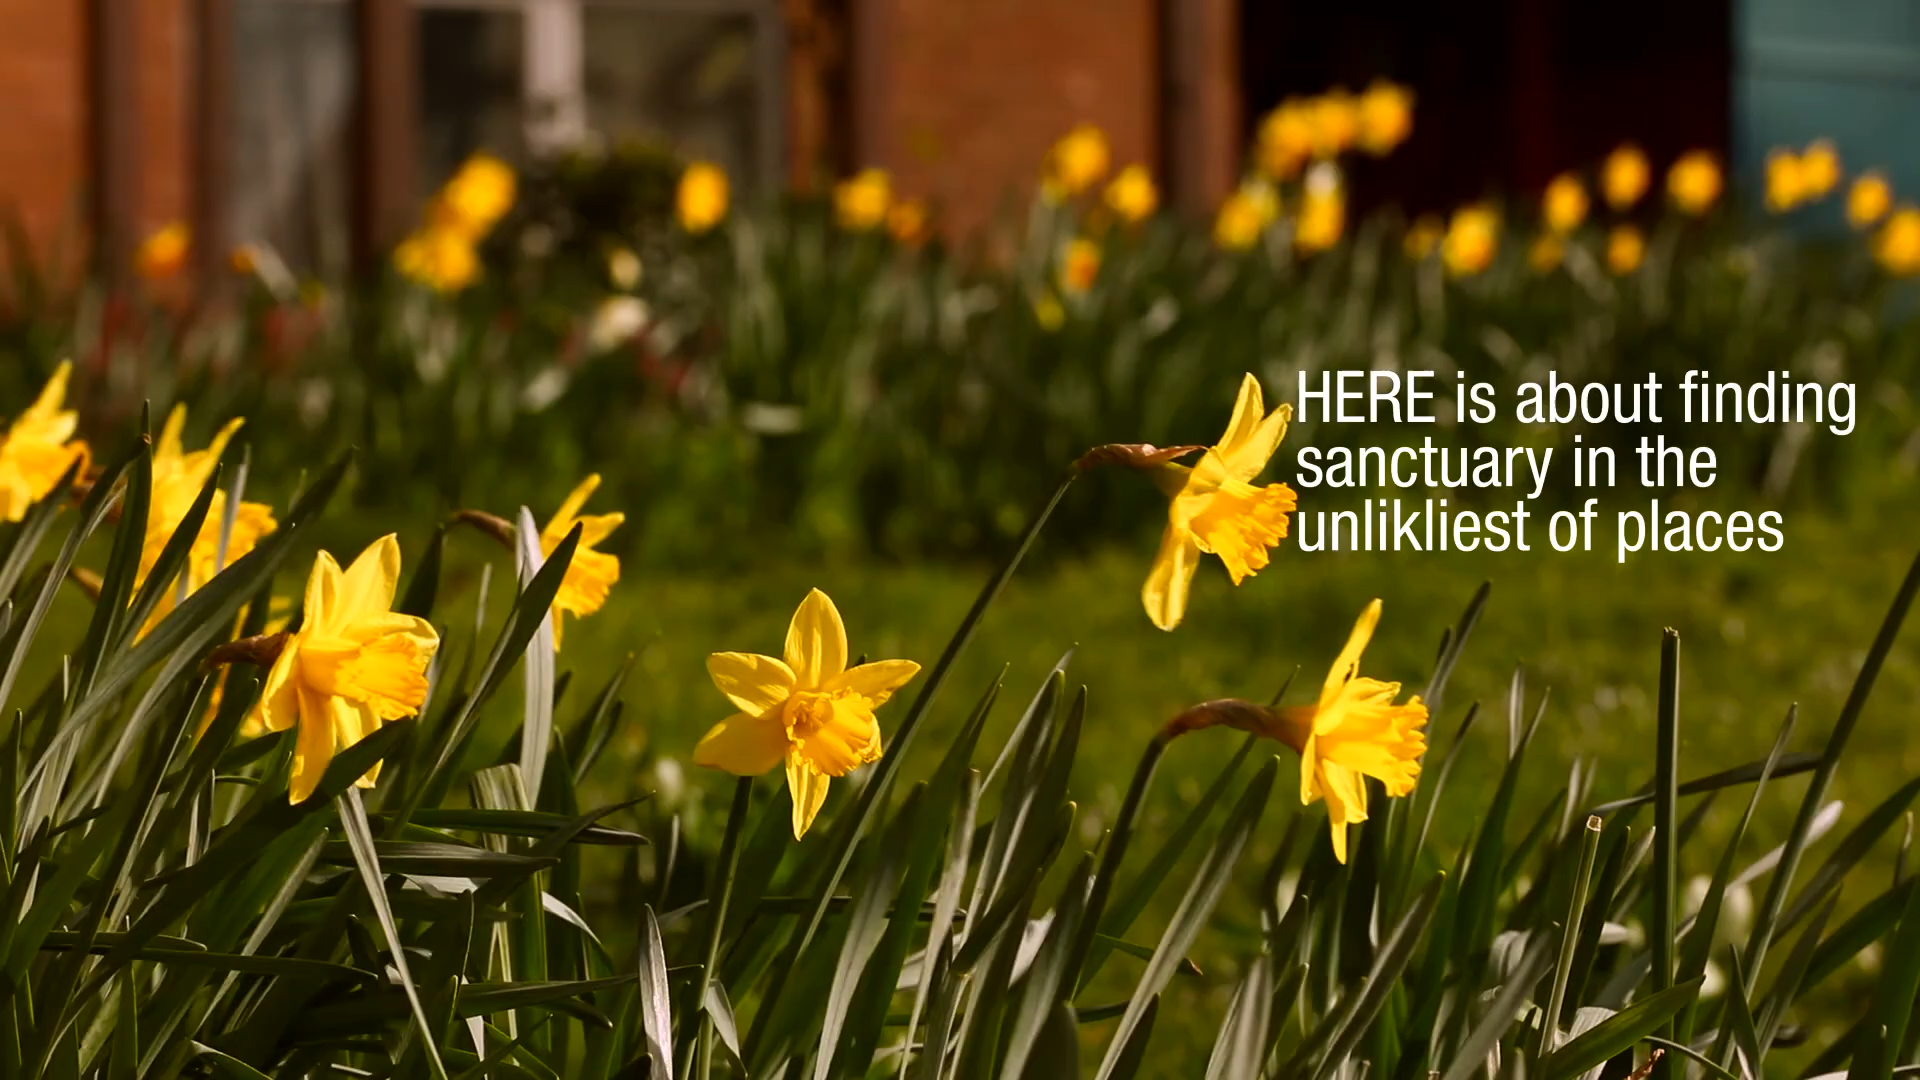 HERE is about finding
sanctuary in the
unlikliest of places